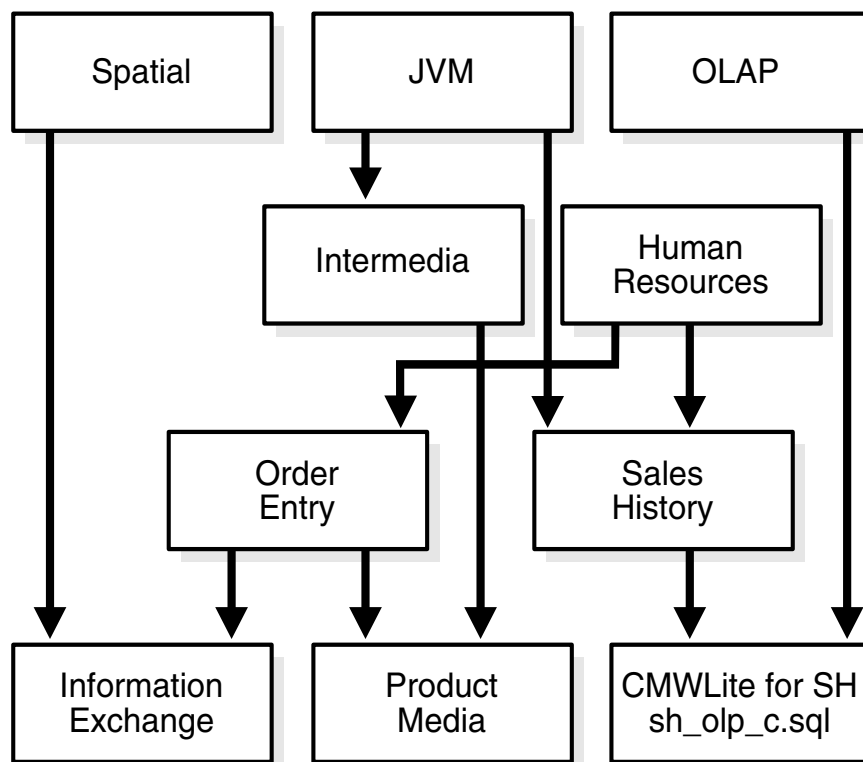 Spatial
JVM
OLAP
Intermedia
Human
Resources
Order
Entry
Sales
History
Information
Exchange
Product
Media
CMWLite for SH
sh_olp_c.sql